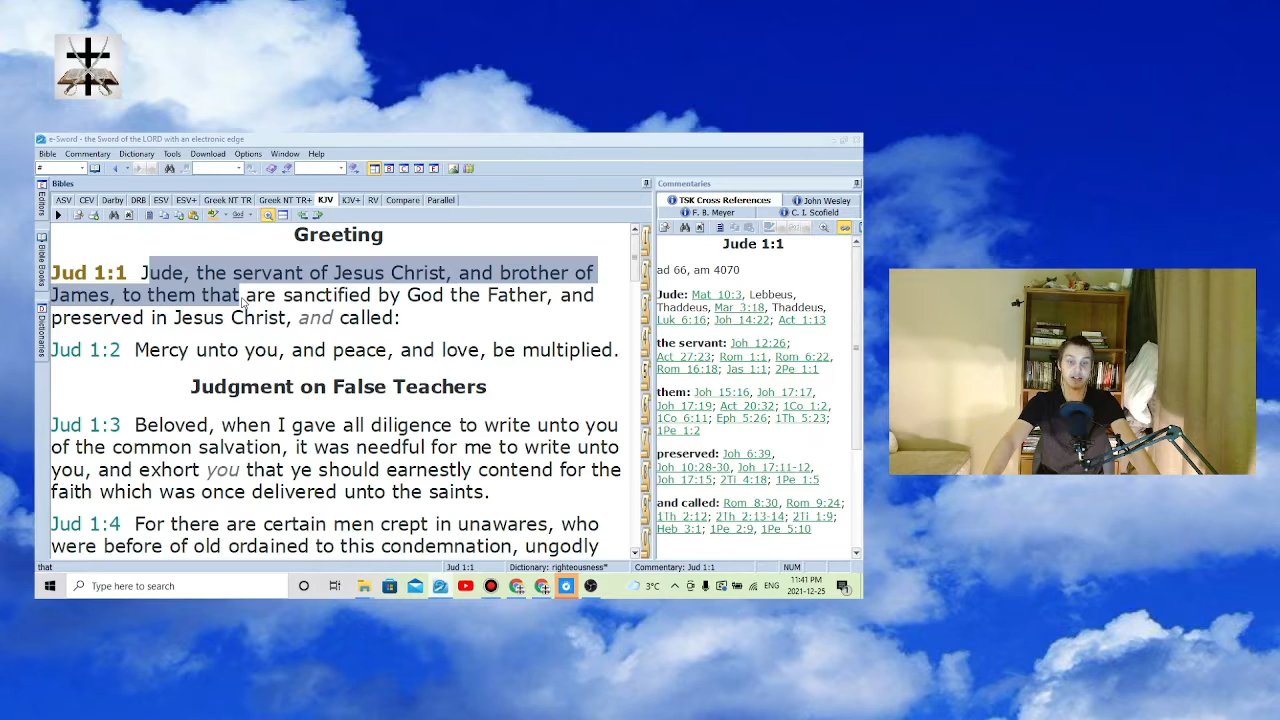 e-Sword - the Sword of the LORD with an electronic edge
Bible Commentary Dictionary Tools Download Options Window Help
#
Bibles
ASV CEV Darby DRB ESV ESV+ Greek NT TR Greek NT TR+ KJV KJV+ RV Compare Parallel
Editors
Bible Books
Dictionaries
Greeting
Jud 1:1 Jude, the servant of Jesus Christ, and brother of
James, to them that are sanctified by God the Father, and
preserved in Jesus Christ, and called:
Jud 1:2 Mercy unto you, and peace, and love, be multiplied.
Judgment on False Teachers
Jud 1:3 Beloved, when I gave all diligence to write unto you
of the common salvation, it was needful for me to write unto
you, and exhort you that ye should earnestly contend for the
faith which was once delivered unto the saints.
Jud 1:4 For there are certain men crept in unawares, who
were before of old ordained to this condemnation, ungodly
Commentaries
TSK Cross References John Wesley
F. B. Meyer C. I. Scofield
Jude 1:1
ad 66, am 4070
Jude: Mat 10:3, Lebbeus,
Thaddeus, Mar 3:18, Thaddeus,
Luk 6:16; Joh 14:22; Act 1:13
the servant: Joh 12:26;
Act 27:23; Rom 1:1, Rom 6:22,
Rom 16:18; Jas 1:1; 2Pe 1:1
them: Joh 15:16, Joh 17:17,
Joh 17:19; Act 20:32; 1Co 1:2,
1Co 6:11; Eph 5:26; 1Th 5:23;
1Pe 1:2
preserved: Joh 6:39,
Joh 10:28-30, Joh 17:11-12,
Joh 17:15; 2Ti 4:18; 1Pe 1:5
and called: Rom 8:30, Rom 9:24;
1Th 2:12; 2Th 2:13-14; 2Ti 1:9;
Heb 3:1; 1Pe 2:9, 1Pe 5:10
that Jud 1:1 Dictionary: righteousness* Commentary: Jud 1:1 NUM
Type here to search
3°C ENG
11:41 PM
2021-12-25